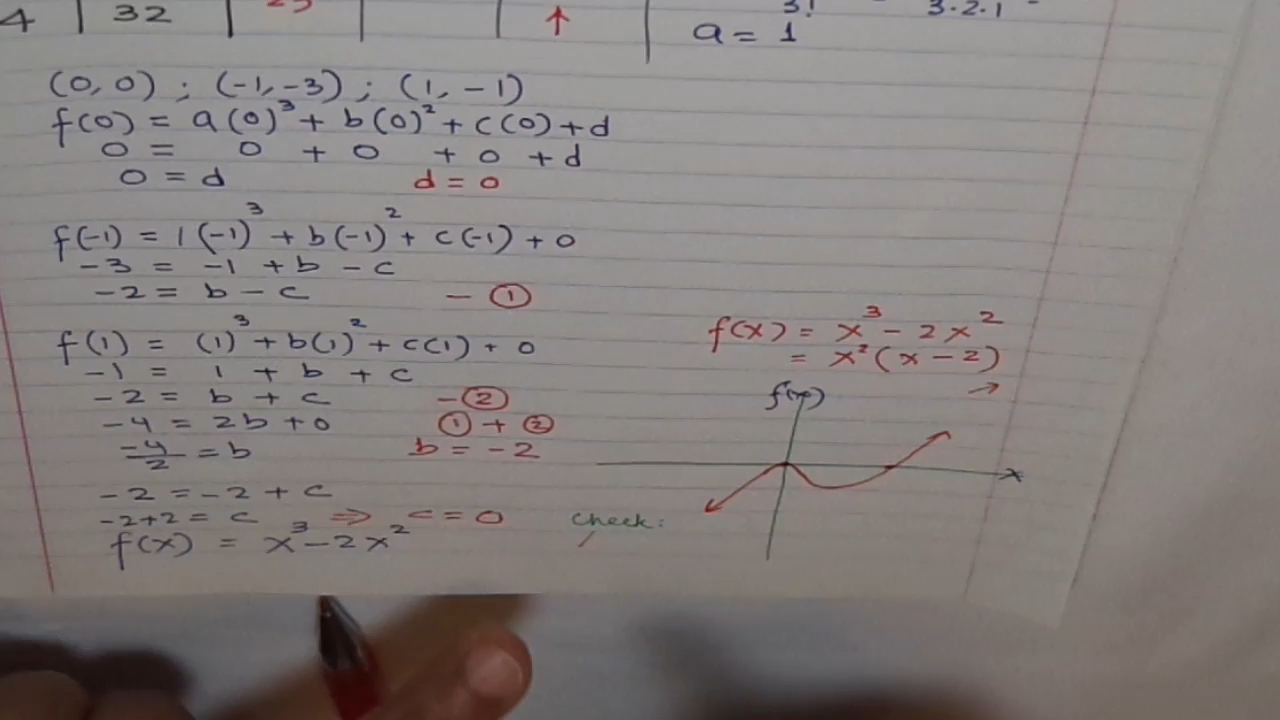 4 | 32
3! 3·2·1
a = 1
(0,0) ; (-1,-3) ; (1,-1)
f(0) = a(0)³ + b(0)² + c(0) + d
0 = 0 + 0 + 0 + d
0 = d d = 0
f(-1) = 1(-1)³ + b(-1)² + c(-1) + 0
-3 = -1 + b - c
-2 = b - c - ①
f(1) = (1)³ + b(1)² + c(1) + 0
-1 = 1 + b + c
-2 = b + c - ②
-4 = 2b + 0 ① + ②
-4/2 = b b = -2
-2 = -2 + c
-2+2 = c ⇒ c = 0
f(x) = x³ - 2x²
f(x) = x³ - 2x²
= x²(x - 2)
→
f(x)
x
Check: